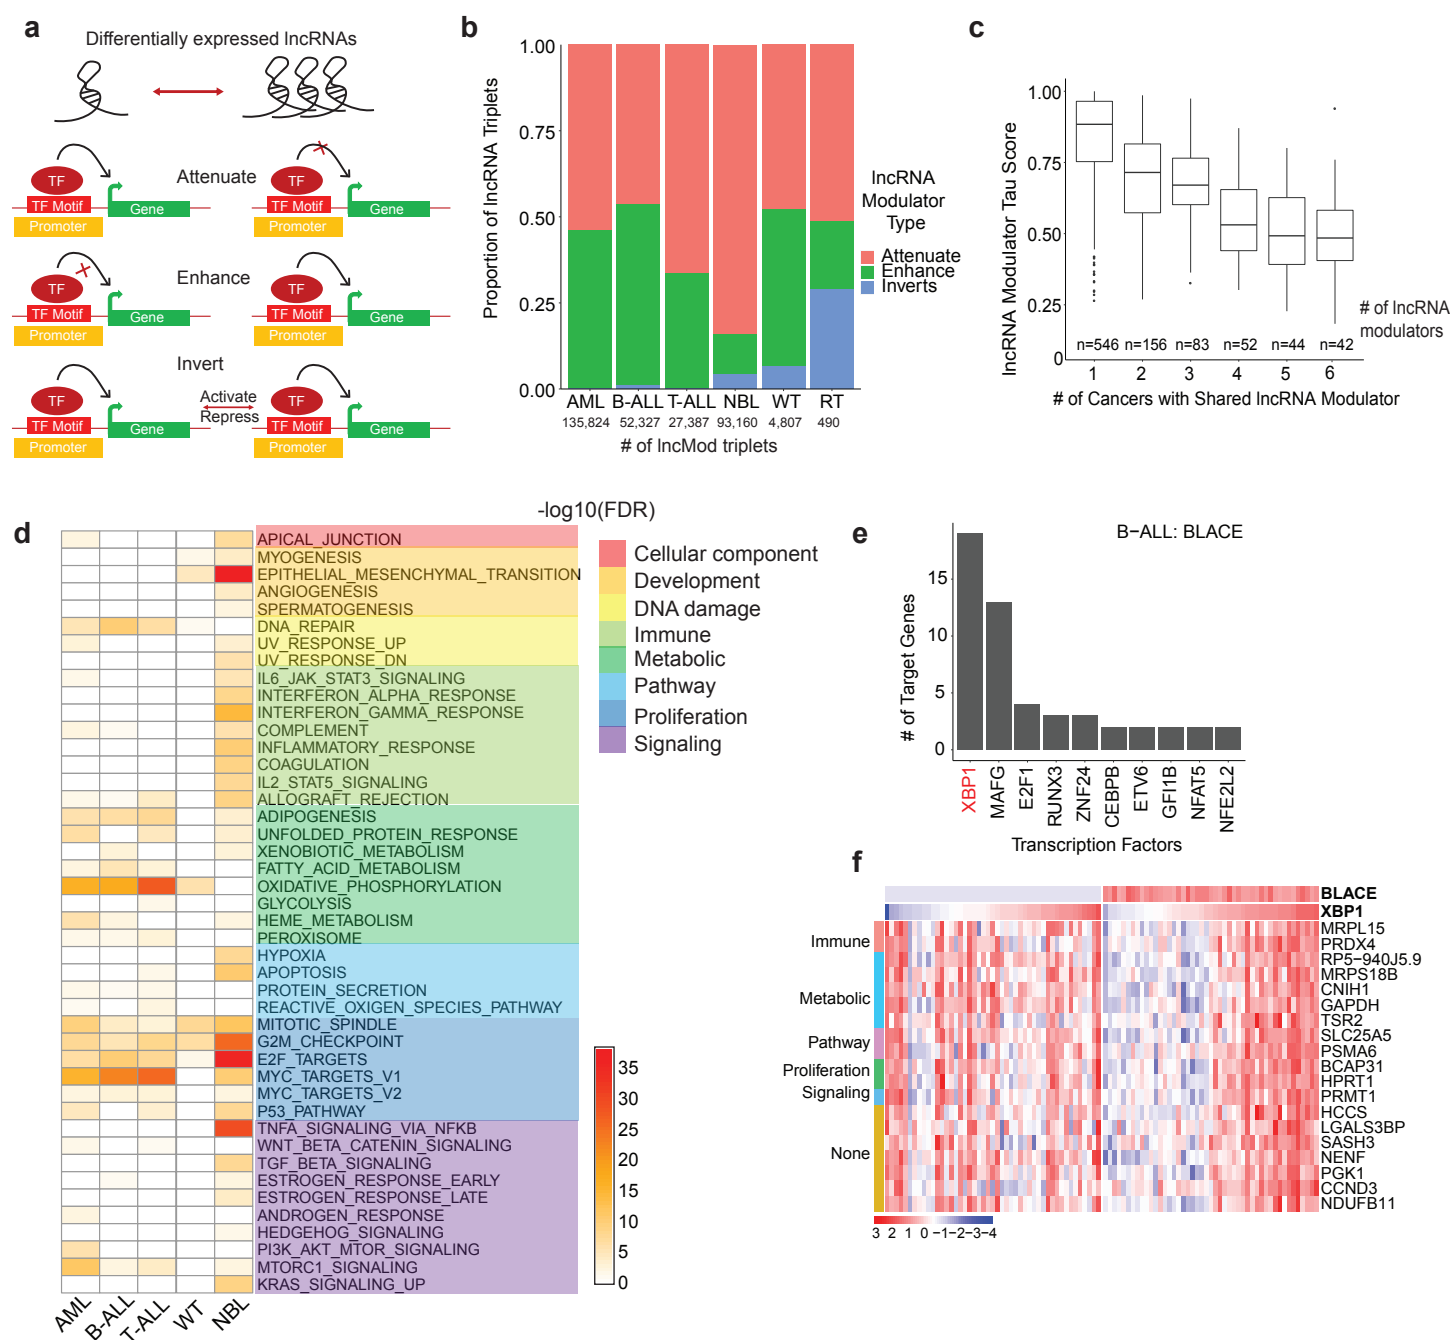 a
Differentially expressed lncRNAs
TF
TF Motif
Promoter
Gene
Attenuate
TF
TF Motif
Promoter
Gene
TF
TF Motif
Promoter
Gene
Enhance
TF
TF Motif
Promoter
Gene
Invert
TF
TF Motif
Promoter
Gene
Activate
Repress
TF
TF Motif
Promoter
Gene
b
Proportion of lncRNA Triplets
1.00
0.75
0.50
0.25
0.00
AML B-ALL T-ALL NBL WT RT
135,824 52,327 27,387 93,160 4,807 490
# of lncMod triplets
lncRNA
Modulator
Type
Attenuate
Enhance
Inverts
c
lncRNA Modulator Tau Score
1.00
0.75
0.50
0.25
0
n=546 n=156 n=83 n=52 n=44 n=42
# of lncRNA
modulators
1 2 3 4 5 6
# of Cancers with Shared lncRNA Modulator
d
-log10(FDR)
APICAL_JUNCTION
MYOGENESIS
EPITHELIAL_MESENCHYMAL_TRANSITION
ANGIOGENESIS
SPERMATOGENESIS
DNA_REPAIR
UV_RESPONSE_UP
UV_RESPONSE_DN
IL6_JAK_STAT3_SIGNALING
INTERFERON_ALPHA_RESPONSE
INTERFERON_GAMMA_RESPONSE
COMPLEMENT
INFLAMMATORY_RESPONSE
COAGULATION
IL2_STAT5_SIGNALING
ALLOGRAFT_REJECTION
ADIPOGENESIS
UNFOLDED_PROTEIN_RESPONSE
XENOBIOTIC_METABOLISM
FATTY_ACID_METABOLISM
OXIDATIVE_PHOSPHORYLATION
GLYCOLYSIS
HEME_METABOLISM
PEROXISOME
HYPOXIA
APOPTOSIS
PROTEIN_SECRETION
REACTIVE_OXIGEN_SPECIES_PATHWAY
MITOTIC_SPINDLE
G2M_CHECKPOINT
E2F_TARGETS
MYC_TARGETS_V1
MYC_TARGETS_V2
P53_PATHWAY
TNFA_SIGNALING_VIA_NFKB
WNT_BETA_CATENIN_SIGNALING
TGF_BETA_SIGNALING
ESTROGEN_RESPONSE_EARLY
ESTROGEN_RESPONSE_LATE
ANDROGEN_RESPONSE
HEDGEHOG_SIGNALING
PI3K_AKT_MTOR_SIGNALING
MTORC1_SIGNALING
KRAS_SIGNALING_UP
AML B-ALL T-ALL WT NBL
Cellular component
Development
DNA damage
Immune
Metabolic
Pathway
Proliferation
Signaling
35
30
25
20
15
10
5
0
e
B−ALL: BLACE
# of Target Genes
15
10
5
0
XBP1 MAFG E2F1 RUNX3 ZNF24 CEBPB ETV6 GFI1B NFAT5 NFE2L2
Transcription Factors
f
BLACE
XBP1
MRPL15
PRDX4
RP5−940J5.9
MRPS18B
CNIH1
GAPDH
TSR2
SLC25A5
PSMA6
BCAP31
HPRT1
PRMT1
HCCS
LGALS3BP
SASH3
NENF
PGK1
CCND3
NDUFB11
Immune
Metabolic
Pathway
Proliferation
Signaling
None
3 2 1 0 −1−2−3−4